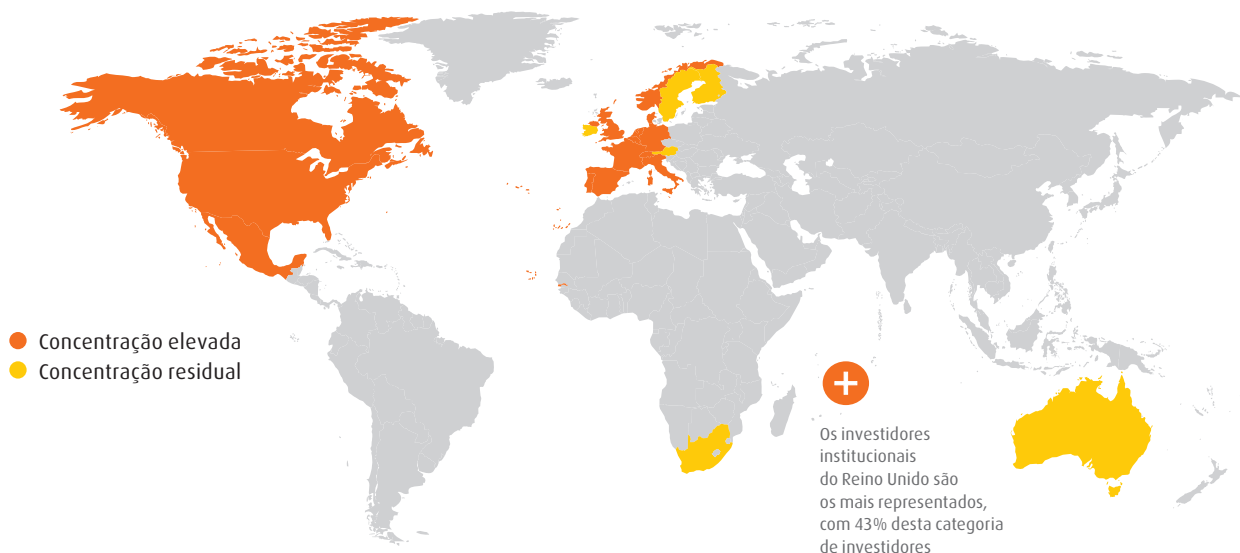 Concentração elevada
Concentração residual
+
Os investidores
institucionais
do Reino Unido são
os mais representados,
com 43% desta categoria
de investidores